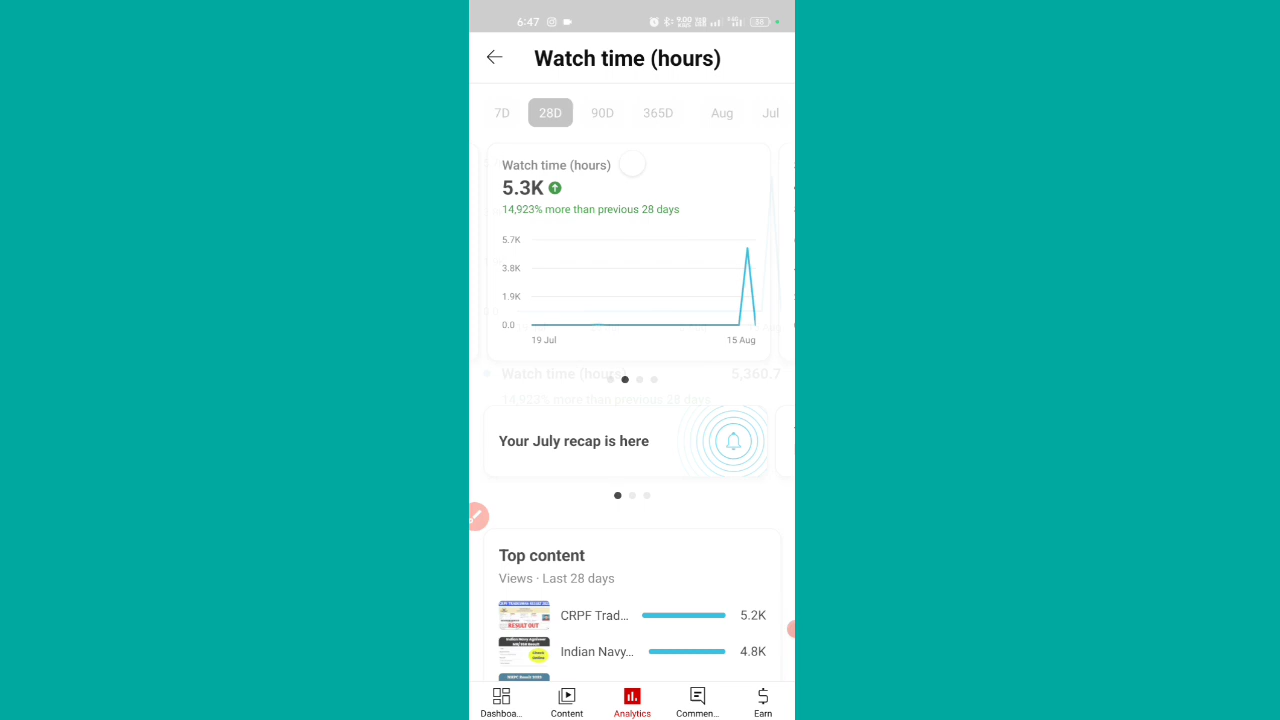 6:47
Watch time (hours)
7D 28D 90D 365D Aug Jul
Watch time (hours)
5.3K
14,923% more than previous 28 days
5.7K
3.8K
1.9K
0.0
19 Jul 15 Aug
Watch time (hours) 5,360.7
14,923% more than previous 28 days
Your July recap is here
Top content
Views · Last 28 days
CRPF Trad... 5.2K
RESULT OUT
Indian Navy... 4.8K
Dashboa... Content Analytics Commen... Earn